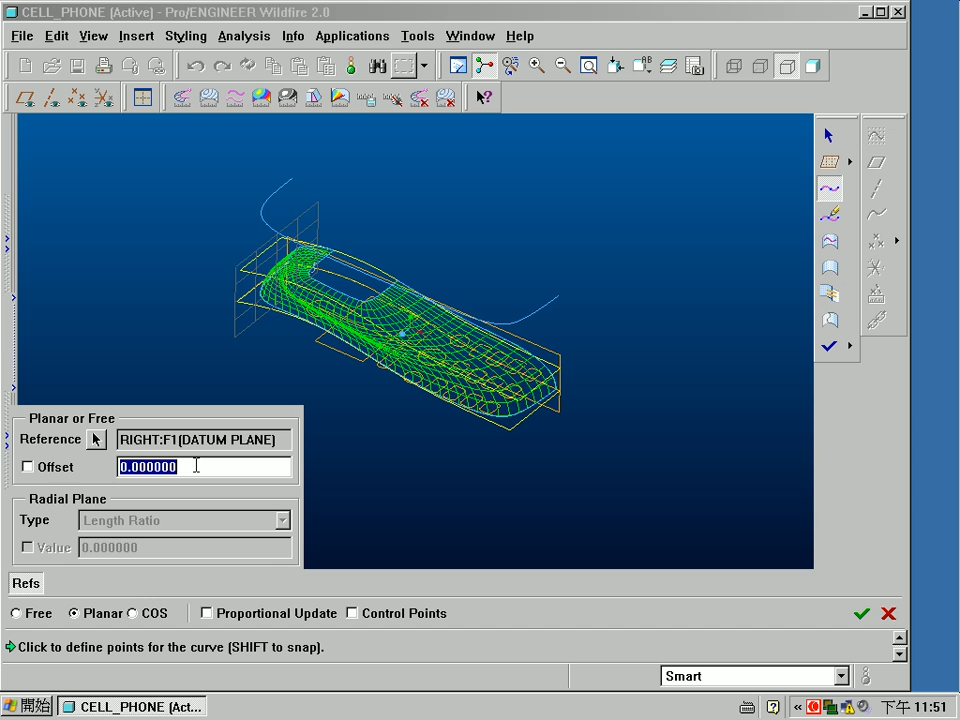 CELL_PHONE (Active) - Pro/ENGINEER Wildfire 2.0
File Edit View Insert Styling Analysis Info Applications Tools Window Help
Planar or Free
Reference RIGHT:F1(DATUM PLANE)
Offset 0.000000
Radial Plane
Type Length Ratio
Value 0.000000
Refs
Free Planar COS Proportional Update Control Points
Click to define points for the curve (SHIFT to snap).
Smart
開始 CELL_PHONE (Act... « 下午 11:51